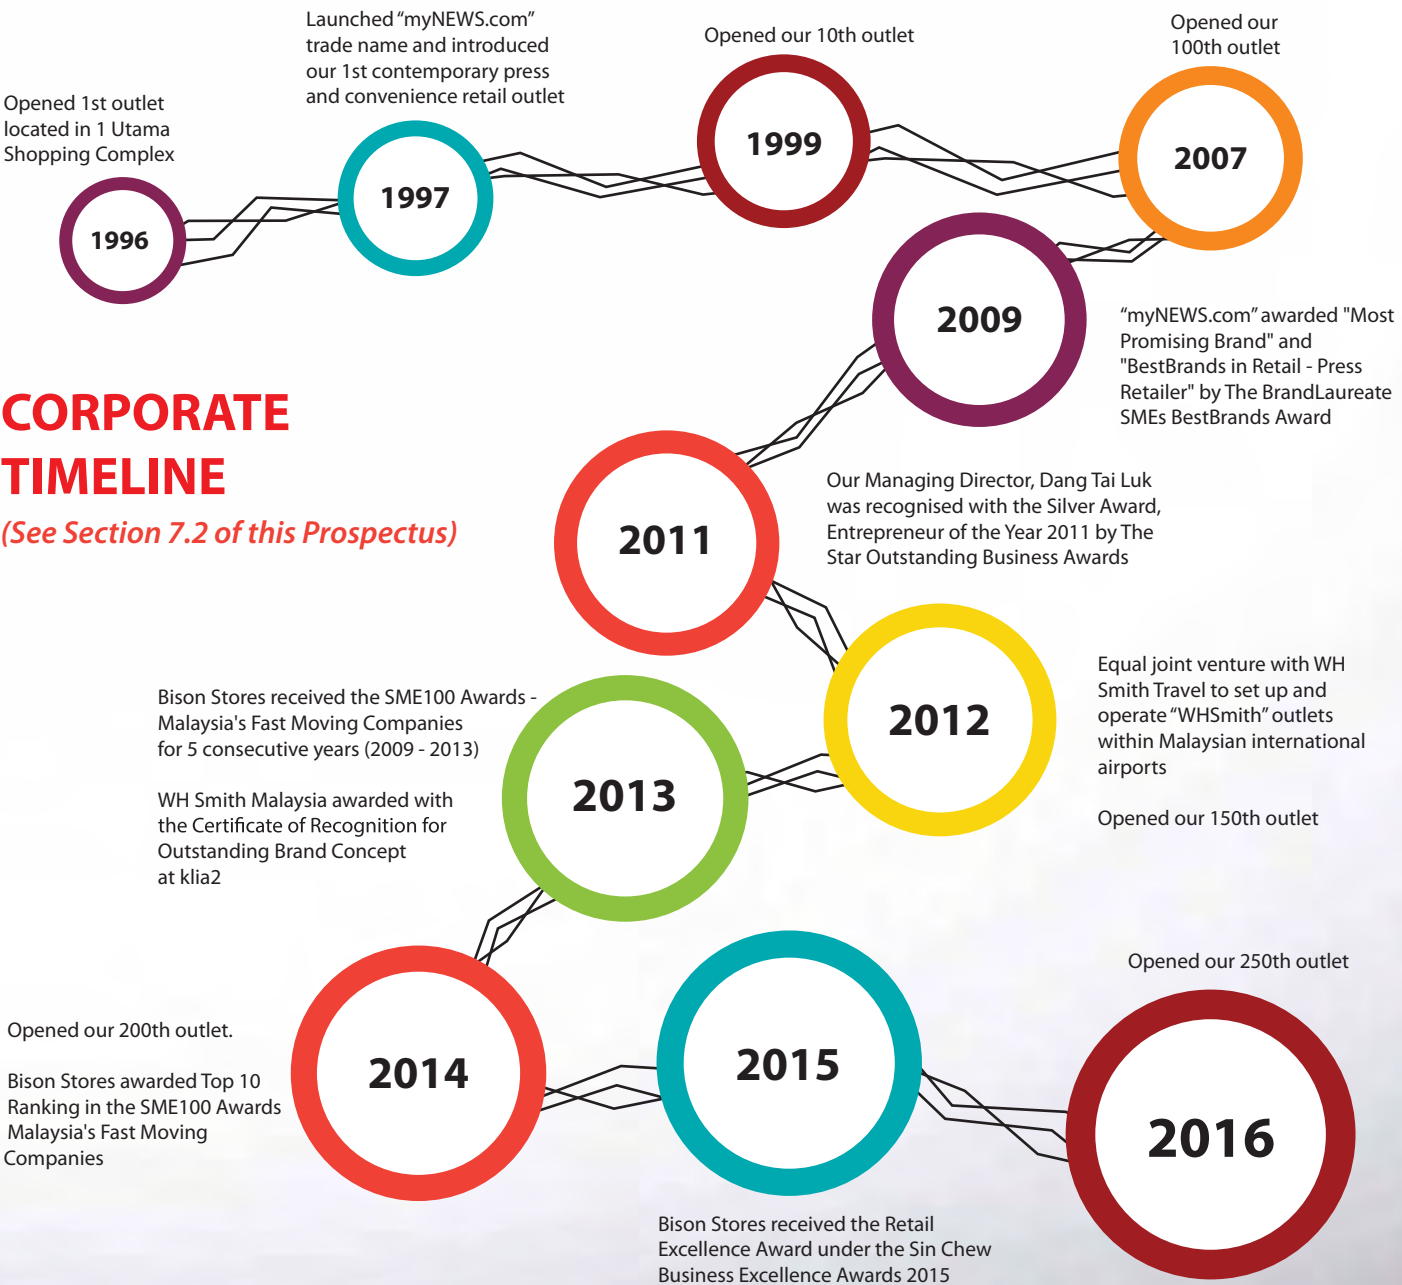 Opened 1st outlet
located in 1 Utama
Shopping Complex
1996
Launched “myNEWS.com”
trade name and introduced
our 1st contemporary press
and convenience retail outlet
1997
Opened our 10th outlet
1999
Opened our
100th outlet
2007
2009
“myNEWS.com” awarded "Most
Promising Brand" and
"BestBrands in Retail - Press
Retailer" by The BrandLaureate
SMEs BestBrands Award
CORPORATE
TIMELINE
(See Section 7.2 of this Prospectus)
2011
Our Managing Director, Dang Tai Luk
was recognised with the Silver Award,
Entrepreneur of the Year 2011 by The
Star Outstanding Business Awards
2012
Equal joint venture with WH
Smith Travel to set up and
operate “WHSmith” outlets
within Malaysian international
airports
Opened our 150th outlet
Bison Stores received the SME100 Awards -
Malaysia's Fast Moving Companies
for 5 consecutive years (2009 - 2013)
WH Smith Malaysia awarded with
the Certificate of Recognition for
Outstanding Brand Concept
at klia2
2013
Opened our 200th outlet.
Bison Stores awarded Top 10
Ranking in the SME100 Awards
Malaysia's Fast Moving
Companies
2014
2015
Bison Stores received the Retail
Excellence Award under the Sin Chew
Business Excellence Awards 2015
Opened our 250th outlet
2016